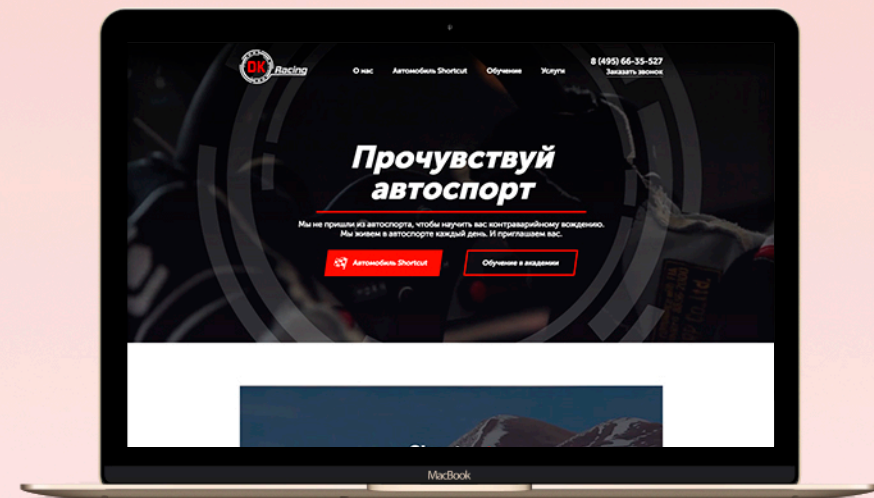 DK Racing
О нас
Автомобиль Shortcut
Обучение
Услуги
8 (495) 66-35-527
Заказать звонок
Прочувствуй
автоспорт
Мы не пришли из автоспорта, чтобы научить вас контраварийному вождению.
Мы живем в автоспорте каждый день. И приглашаем вас.
Автомобиль Shortcut
Обучение в академии
MacBook